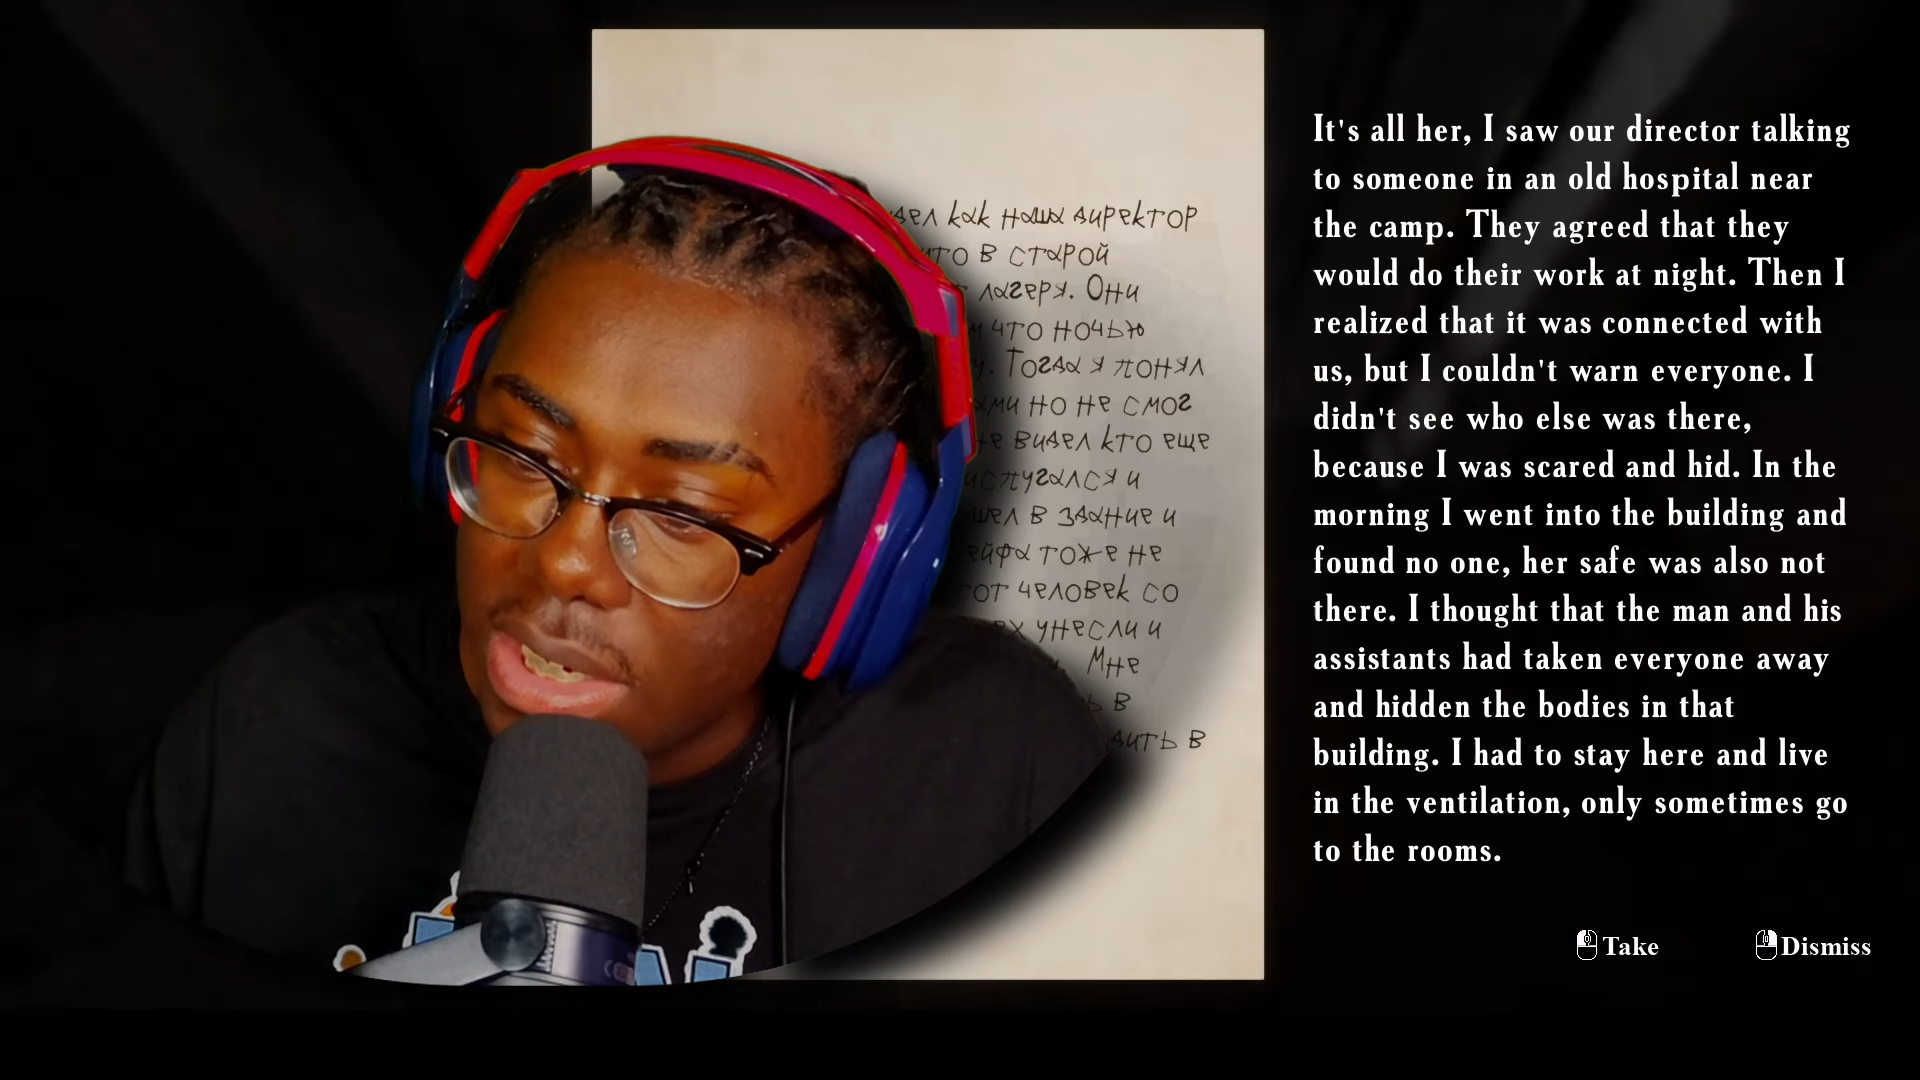 как наша директор
в старой
лагеря. Они
что ночью
Тогда я понял
но не смог
видел кто еще
испугался и
в здание и
тоже не
человек со
унесли и
Мне
в
в
It's all her, I saw our director talking
to someone in an old hospital near
the camp. They agreed that they
would do their work at night. Then I
realized that it was connected with
us, but I couldn't warn everyone. I
didn't see who else was there,
because I was scared and hid. In the
morning I went into the building and
found no one, her safe was also not
there. I thought that the man and his
assistants had taken everyone away
and hidden the bodies in that
building. I had to stay here and live
in the ventilation, only sometimes go
to the rooms.
Take Dismiss